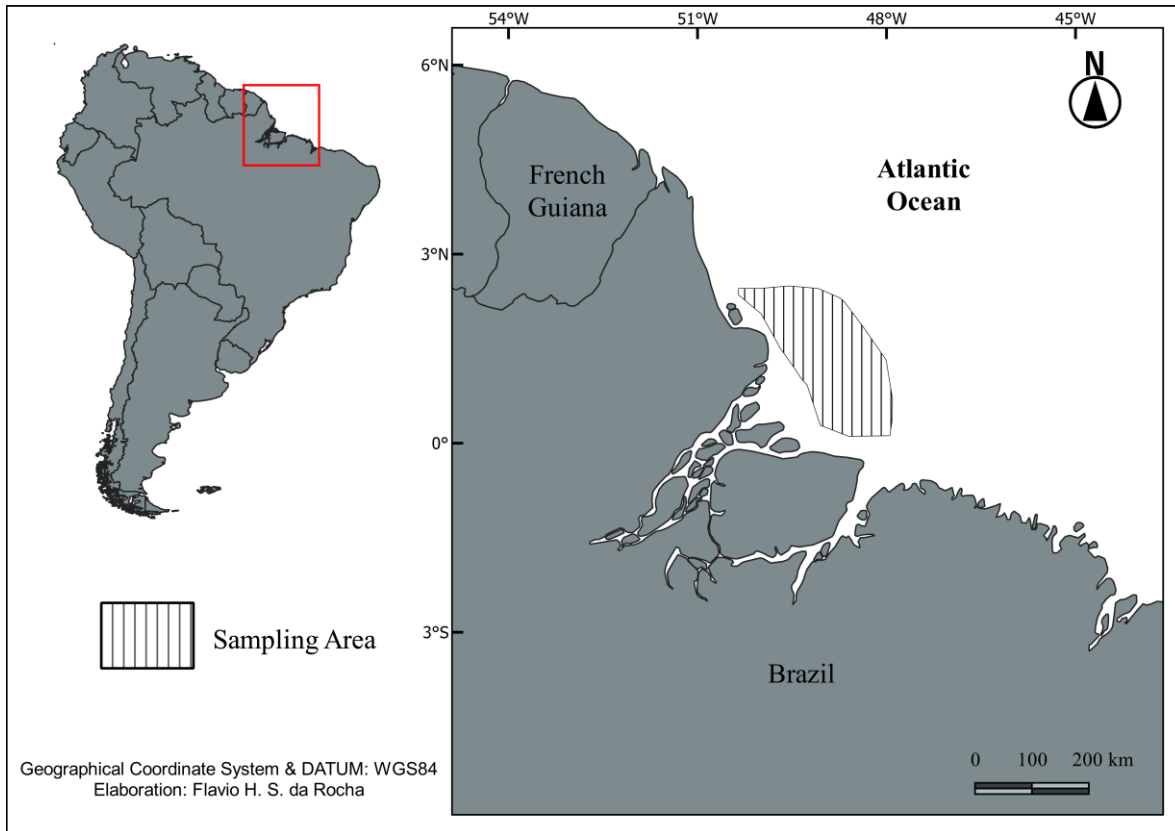 54°W 51°W 48°W 45°W
6°N
N
French
Guiana
Atlantic
Ocean
3°N
0°
3°S
Sampling Area
Brazil
0 100 200 km
Geographical Coordinate System & DATUM: WGS84
Elaboration: Flavio H. S. da Rocha